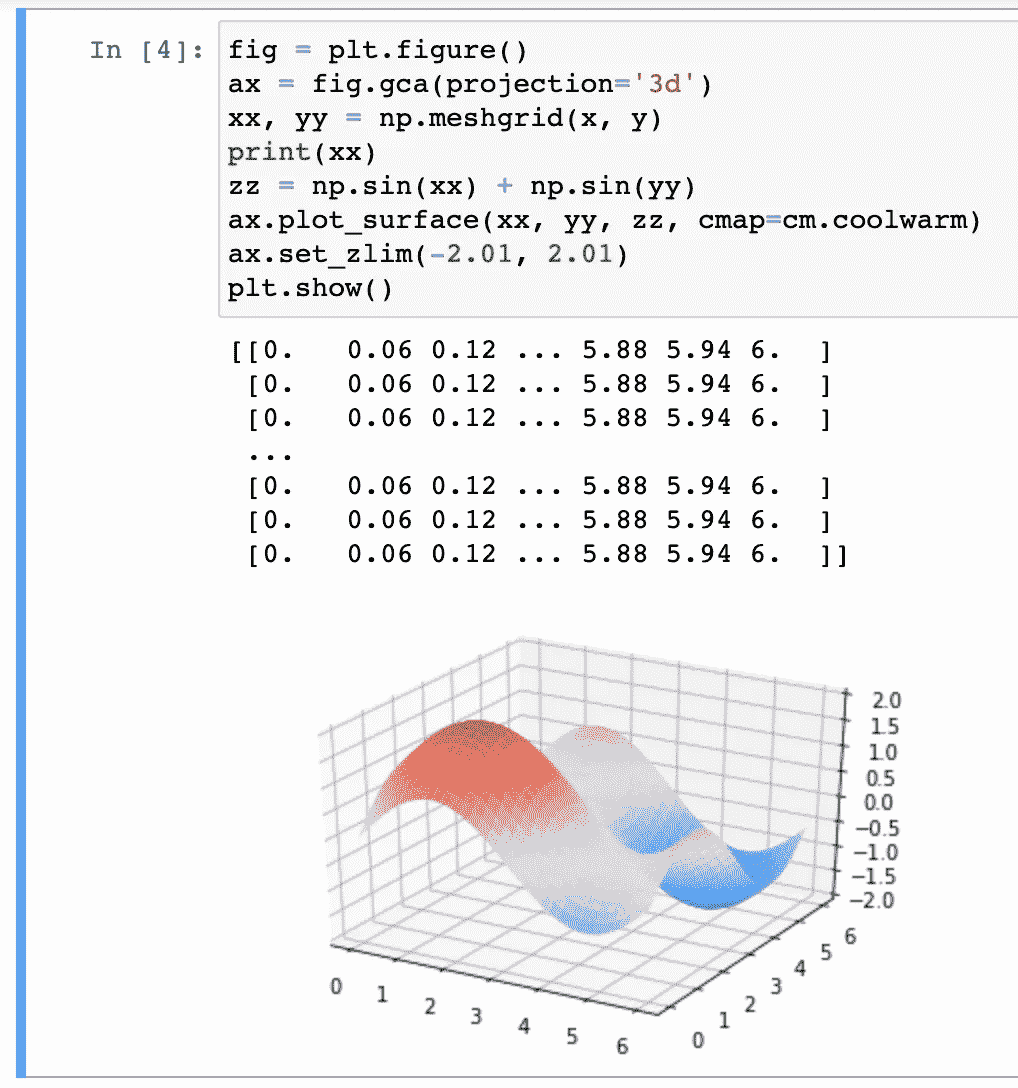 In [4]:
fig = plt.figure()
ax = fig.gca(projection='3d')
xx, yy = np.meshgrid(x, y)
print(xx)
zz = np.sin(xx) + np.sin(yy)
ax.plot_surface(xx, yy, zz, cmap=cm.coolwarm)
ax.set_zlim(-2.01, 2.01)
plt.show()
[[0.   0.06 0.12 ... 5.88 5.94 6.  ]
 [0.   0.06 0.12 ... 5.88 5.94 6.  ]
 [0.   0.06 0.12 ... 5.88 5.94 6.  ]
 ...
 [0.   0.06 0.12 ... 5.88 5.94 6.  ]
 [0.   0.06 0.12 ... 5.88 5.94 6.  ]
 [0.   0.06 0.12 ... 5.88 5.94 6.  ]]
2.0
1.5
1.0
0.5
0.0
−0.5
−1.0
−1.5
−2.0
0
1
2
3
4
5
6
0
1
2
3
4
5
6